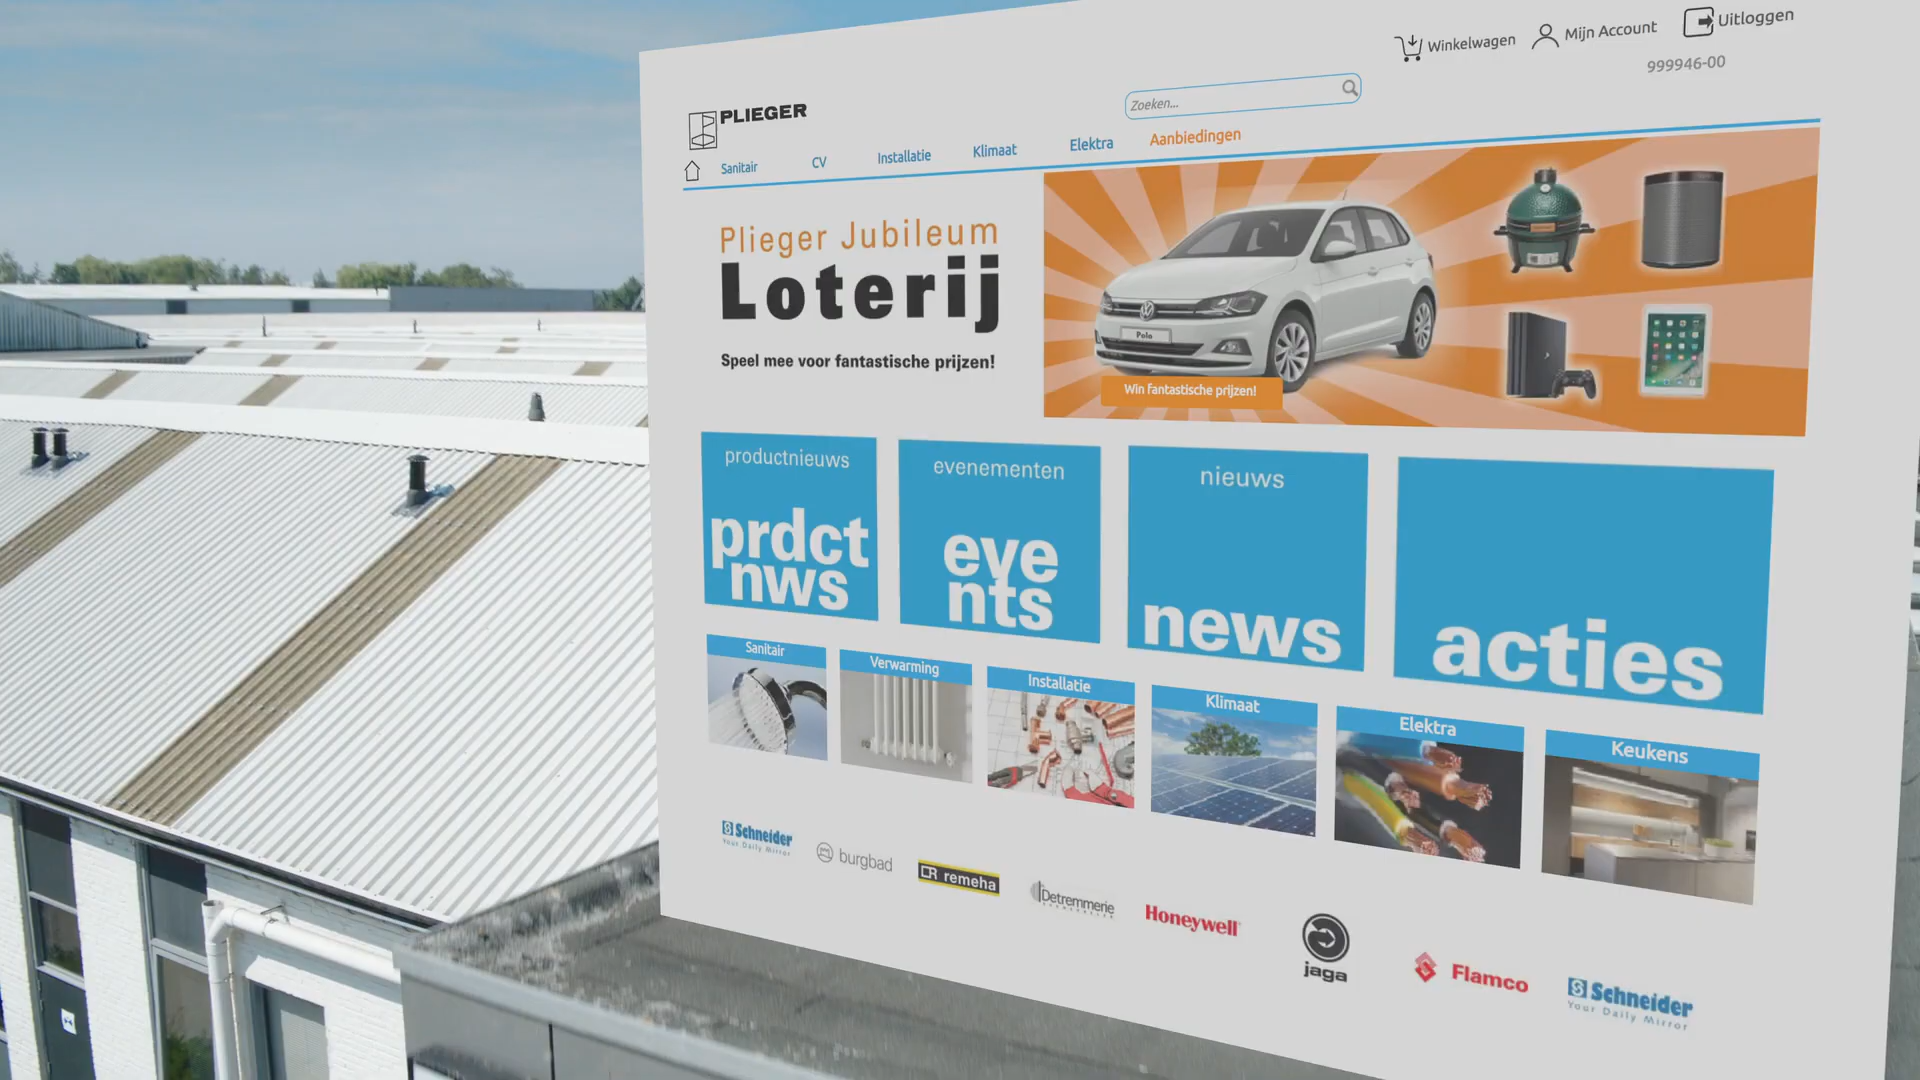 Winkelwagen
Mijn Account
Uitloggen
999946-00
Zoeken...
PLIEGER
Sanitair
CV
Installatie
Klimaat
Elektra
Aanbiedingen
Plieger Jubileum
Loterij
Speel mee voor fantastische prijzen!
Polo
Win fantastische prijzen!
productnieuws
prdct
nws
evenementen
eve
nts
nieuws
news
acties
Sanitair
Verwarming
Installatie
Klimaat
Elektra
Keukens
Schneider
Your Daily Mirror
burgbad
remeha
Detremmerie
Honeywell
jaga
Flamco
Schneider
Your Daily Mirror